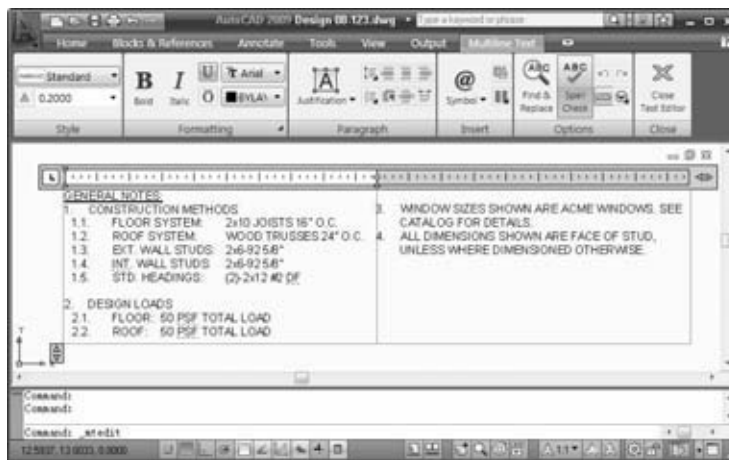 AutoCAD 2009 Design 08.123.dwg Type a keyword or phrase
Home Blocks & References Annotate Tools View Output Multiline Text
Standard
0.2000
B I U Arial
Bold Italic O BYLAY
Justification
@
Symbol
ABC ABC
Find & Replace
Spell Check
Close Text Editor
Style Formatting Paragraph Insert Options Close
GENERAL NOTES:
1. CONSTRUCTION METHODS
1.1. FLOOR SYSTEM: 2x10 JOISTS 16" O.C.
1.2. ROOF SYSTEM: WOOD TRUSSES 24" O.C.
1.3. EXT. WALL STUDS: 2x6-92 5/8"
1.4. INT. WALL STUDS: 2x6-92 5/8"
1.5. STD. HEADINGS: (2)-2x12 #2 DF
2. DESIGN LOADS
2.1. FLOOR: 50 PSF TOTAL LOAD
2.2. ROOF: 50 PSF TOTAL LOAD
3. WINDOW SIZES SHOWN ARE ACME WINDOWS. SEE
CATALOG FOR DETAILS.
4. ALL DIMENSIONS SHOWN ARE FACE OF STUD,
UNLESS WHERE DIMENSIONED OTHERWISE.
Command:
Command:
Command: _mtedit
1:1